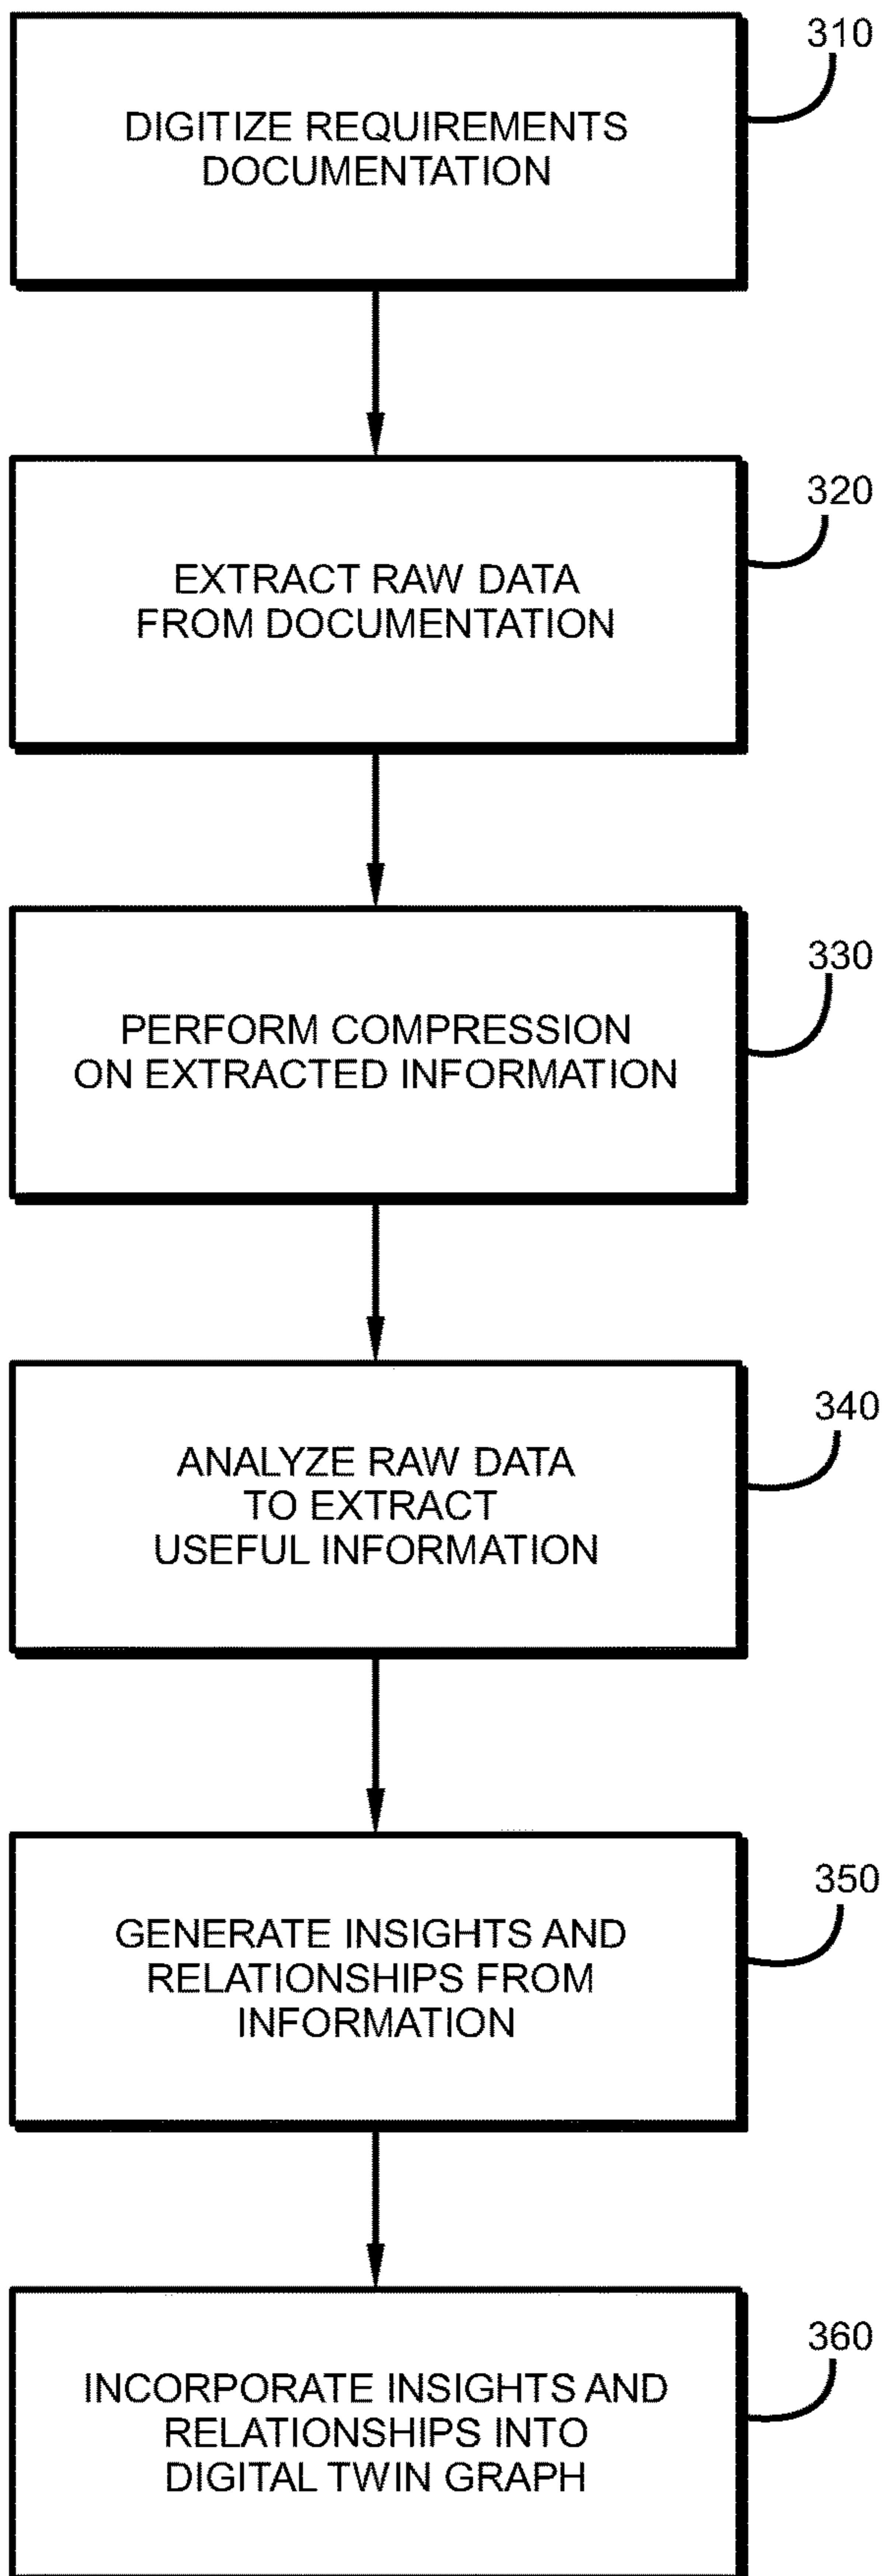 310
DIGITIZE REQUIREMENTS
DOCUMENTATION
320
EXTRACT RAW DATA
FROM DOCUMENTATION
330
PERFORM COMPRESSION
ON EXTRACTED INFORMATION
340
ANALYZE RAW DATA
TO EXTRACT
USEFUL INFORMATION
350
GENERATE INSIGHTS AND
RELATIONSHIPS FROM
INFORMATION
360
INCORPORATE INSIGHTS AND
RELATIONSHIPS INTO
DIGITAL TWIN GRAPH